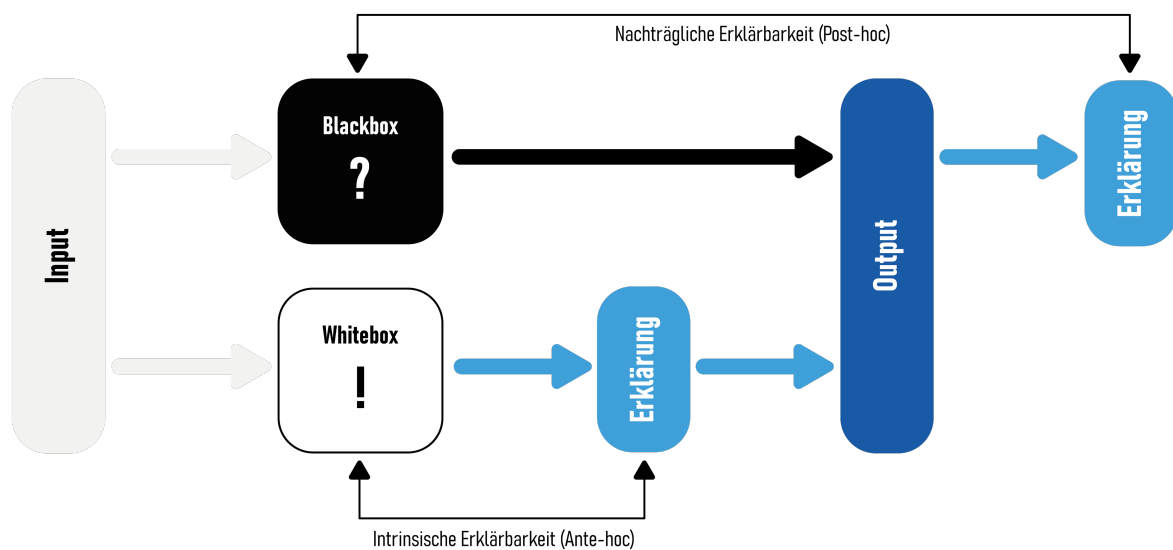 Nachträgliche Erklärbarkeit (Post-hoc)
Input
Blackbox
?
Output
Erklärung
Whitebox
!
Erklärung
Intrinsische Erklärbarkeit (Ante-hoc)